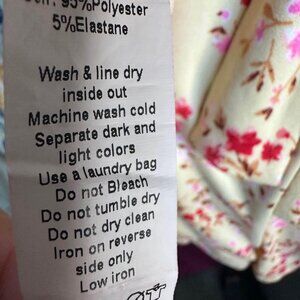 95%Polyester
5%Elastane
Wash & line dry
inside out
Machine wash cold
Separate dark and
light colors
Use a laundry bag
Do not Bleach
Do not tumble dry
Do not dry clean
Iron on reverse
side only
Low iron